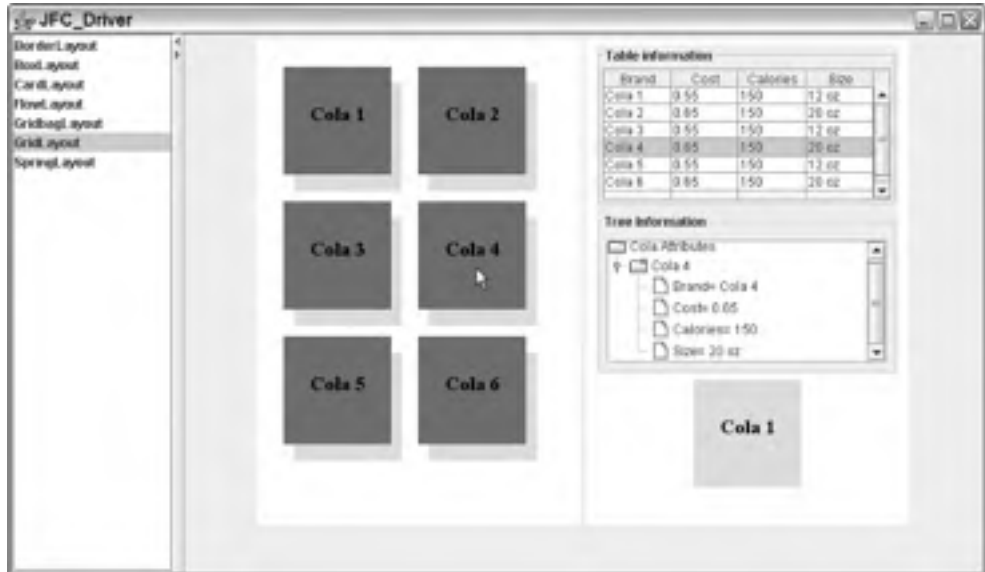 JFC_Driver
BorderLayout
BoxLayout
CardLayout
FlowLayout
GridbagLayout
GridLayout
SpringLayout
Cola 1
Cola 2
Cola 3
Cola 4
Cola 5
Cola 6
Table information
Brand Cost Calories Size
Cola 1 0.55 150 12 oz
Cola 2 0.65 150 20 oz
Cola 3 0.55 150 12 oz
Cola 4 0.65 150 20 oz
Cola 5 0.55 150 12 oz
Cola 6 0.65 150 20 oz
Tree Information
Cola Attributes
Cola 4
Brand= Cola 4
Cost= 0.65
Calories= 150
Size= 20 oz
Cola 1